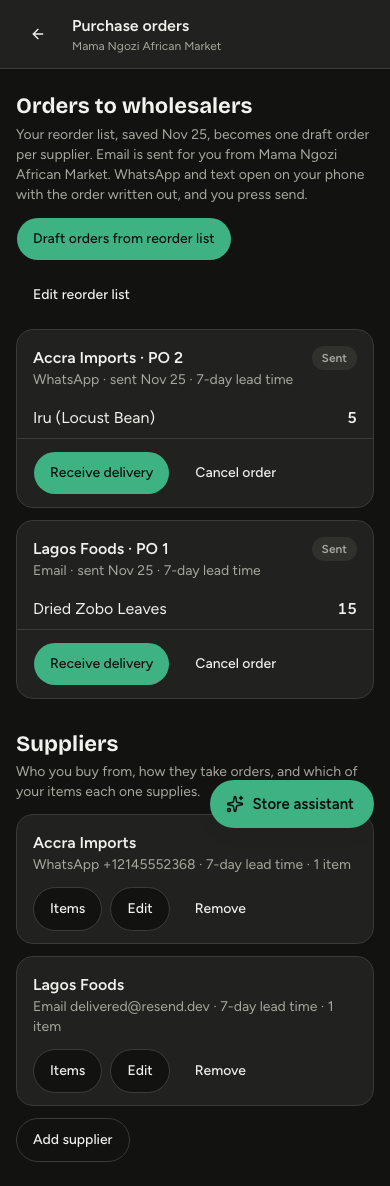 Purchase orders
Mama Ngozi African Market
Orders to wholesalers
Your reorder list, saved Nov 25, becomes one draft order
per supplier. Email is sent for you from Mama Ngozi
African Market. WhatsApp and text open on your phone
with the order written out, and you press send.
Draft orders from reorder list
Edit reorder list
Accra Imports · PO 2
Sent
WhatsApp · sent Nov 25 · 7-day lead time
Iru (Locust Bean) 5
Receive delivery Cancel order
Lagos Foods · PO 1
Sent
Email · sent Nov 25 · 7-day lead time
Dried Zobo Leaves 15
Receive delivery Cancel order
Suppliers
Who you buy from, how they take orders, and which of
your items each one supplies.
Store assistant
Accra Imports
WhatsApp +12145552368 · 7-day lead time · 1 item
Items Edit Remove
Lagos Foods
Email delivered@resend.dev · 7-day lead time · 1
item
Items Edit Remove
Add supplier